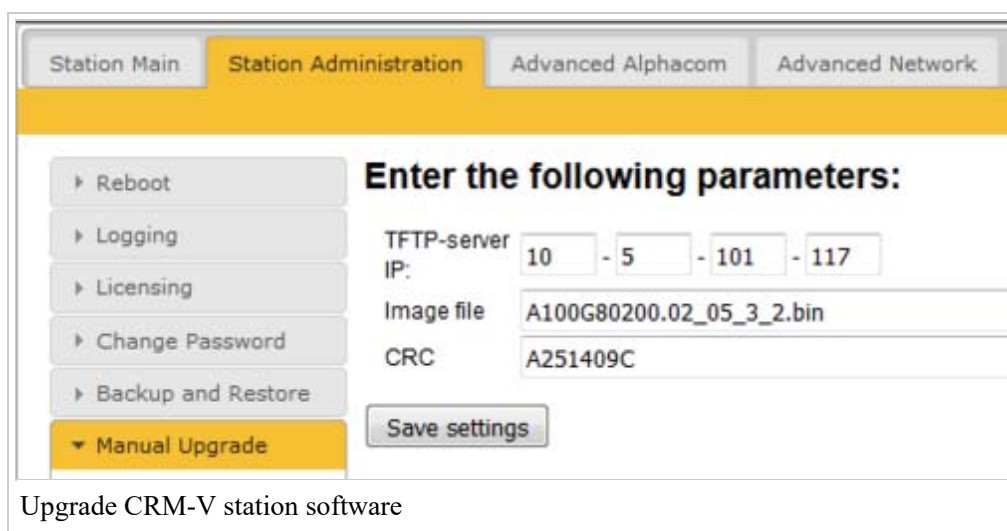 Station Main
Station Administration
Advanced Alphacom
Advanced Network
Reboot
Logging
Licensing
Change Password
Backup and Restore
Manual Upgrade
Enter the following parameters:
TFTP-server
IP:
10 - 5 - 101 - 117
Image file
A100G80200.02_05_3_2.bin
CRC
A251409C
Save settings
Upgrade CRM-V station software